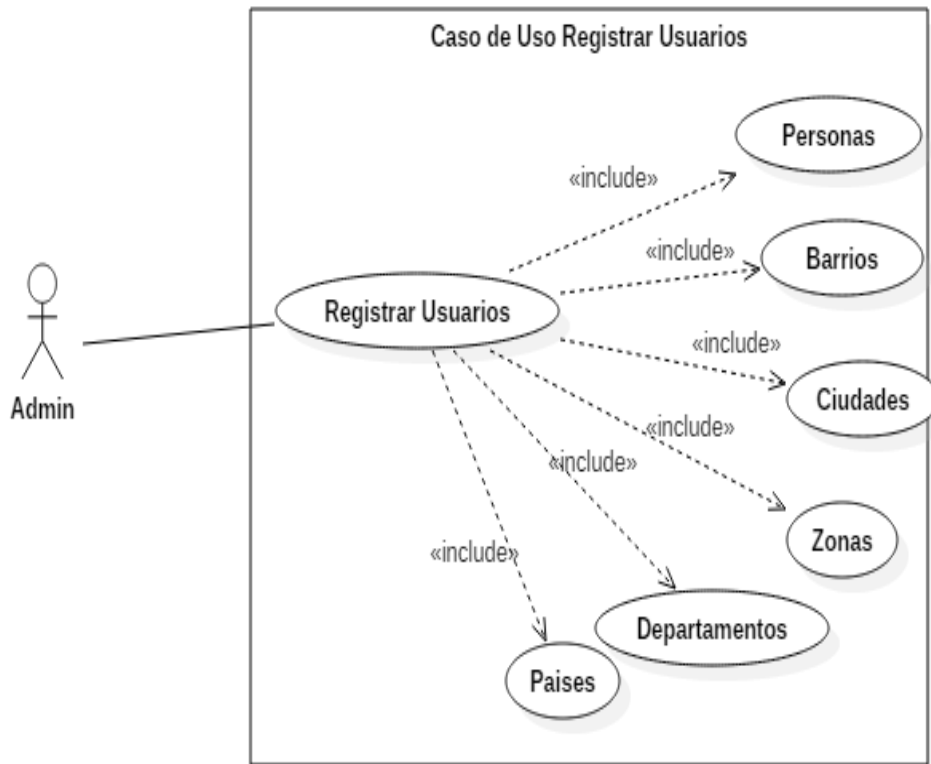 Caso de Uso Registrar Usuarios
Personas
«include»
«include»
Barrios
Registrar Usuarios
«include»
Admin
Ciudades
«include»
«include»
Zonas
«include»
Departamentos
Paises